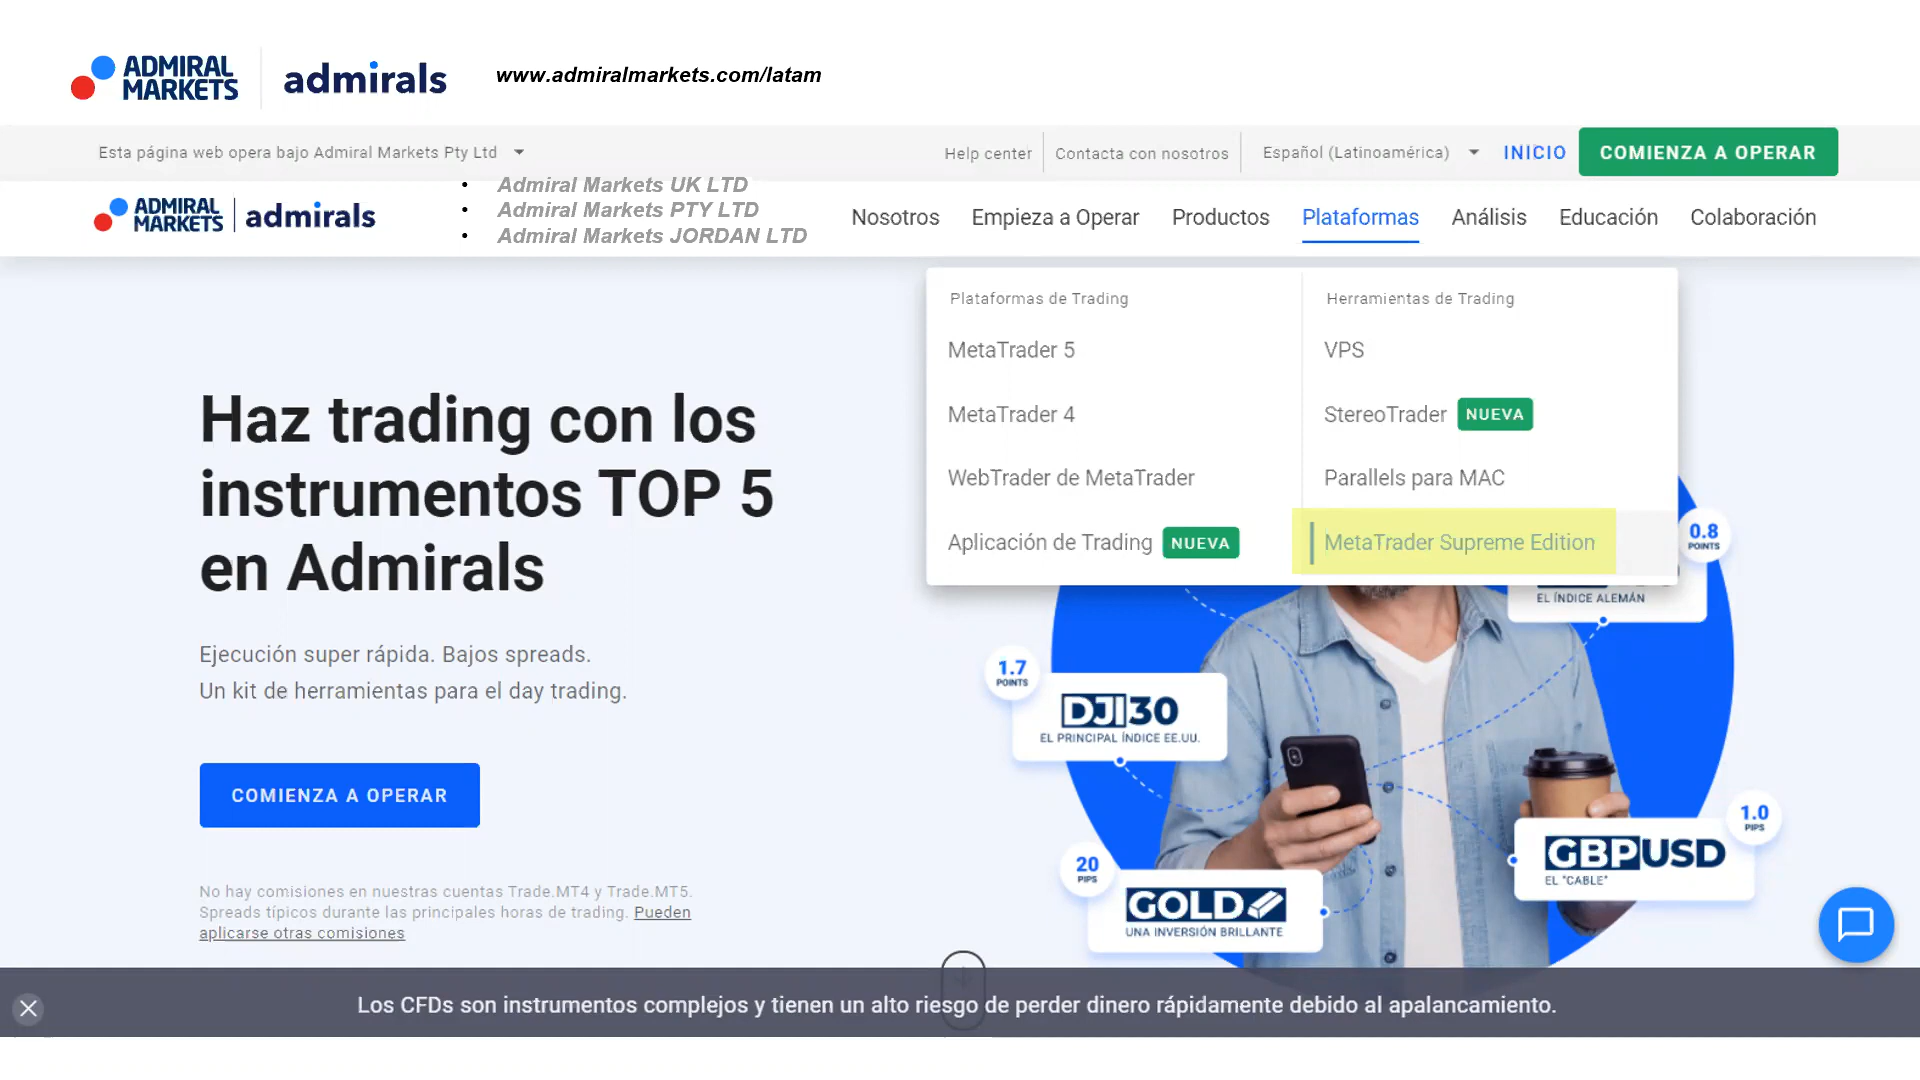 ADMIRAL
MARKETS
admirals
www.admiralmarkets.com/latam
Esta página web opera bajo Admiral Markets Pty Ltd
Help center
Contacta con nosotros
Español (Latinoamérica)
INICIO
COMIENZA A OPERAR
ADMIRAL
MARKETS
admirals
• Admiral Markets UK LTD
• Admiral Markets PTY LTD
• Admiral Markets JORDAN LTD
Nosotros
Empieza a Operar
Productos
Plataformas
Análisis
Educación
Colaboración
Plataformas de Trading
MetaTrader 5
MetaTrader 4
WebTrader de MetaTrader
Aplicación de Trading NUEVA
Herramientas de Trading
VPS
StereoTrader NUEVA
Parallels para MAC
MetaTrader Supreme Edition
Haz trading con los
instrumentos TOP 5
en Admirals
Ejecución super rápida. Bajos spreads.
Un kit de herramientas para el day trading.
COMIENZA A OPERAR
No hay comisiones en nuestras cuentas Trade.MT4 y Trade.MT5.
Spreads típicos durante las principales horas de trading. Pueden
aplicarse otras comisiones
0.8
POINTS
EL ÍNDICE ALEMÁN
1.7
POINTS
DJI30
EL PRINCIPAL ÍNDICE EE.UU.
1.0
PIPS
GBPUSD
EL "CABLE"
20
PIPS
GOLD
UNA INVERSIÓN BRILLANTE
Los CFDs son instrumentos complejos y tienen un alto riesgo de perder dinero rápidamente debido al apalancamiento.